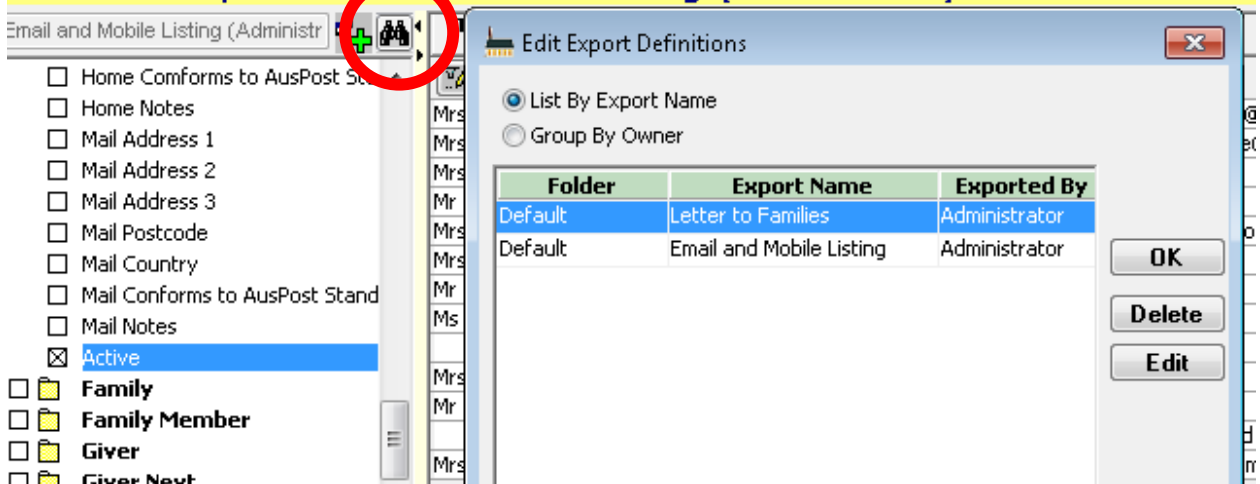 Email and Mobile Listing (Administr
Home Comforms to AusPost Sta
Home Notes
Mail Address 1
Mail Address 2
Mail Address 3
Mail Postcode
Mail Country
Mail Conforms to AusPost Stand
Mail Notes
Active
Family
Family Member
Giver
Giver Next
Mrs
Mrs
Mrs
Mr
Mrs
Mrs
Mr
Ms
Mrs
Mr
Mrs
Edit Export Definitions
List By Export Name
Group By Owner
Folder Export Name Exported By
Default Letter to Families Administrator
Default Email and Mobile Listing Administrator
OK
Delete
Edit